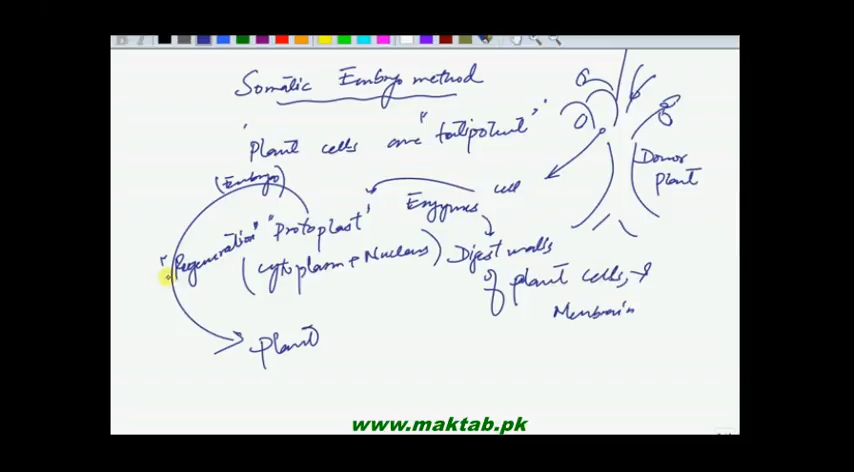 Somatic Embryo method
"Plant cells are "totipotent"
Donor
plant
cell
Enzymes
(Embryo)
"Protoplast"
(cytoplasm + Nucleus)
"Regeneration"
Digest walls
of plant cells,
Membrain
plant
www.maktab.pk